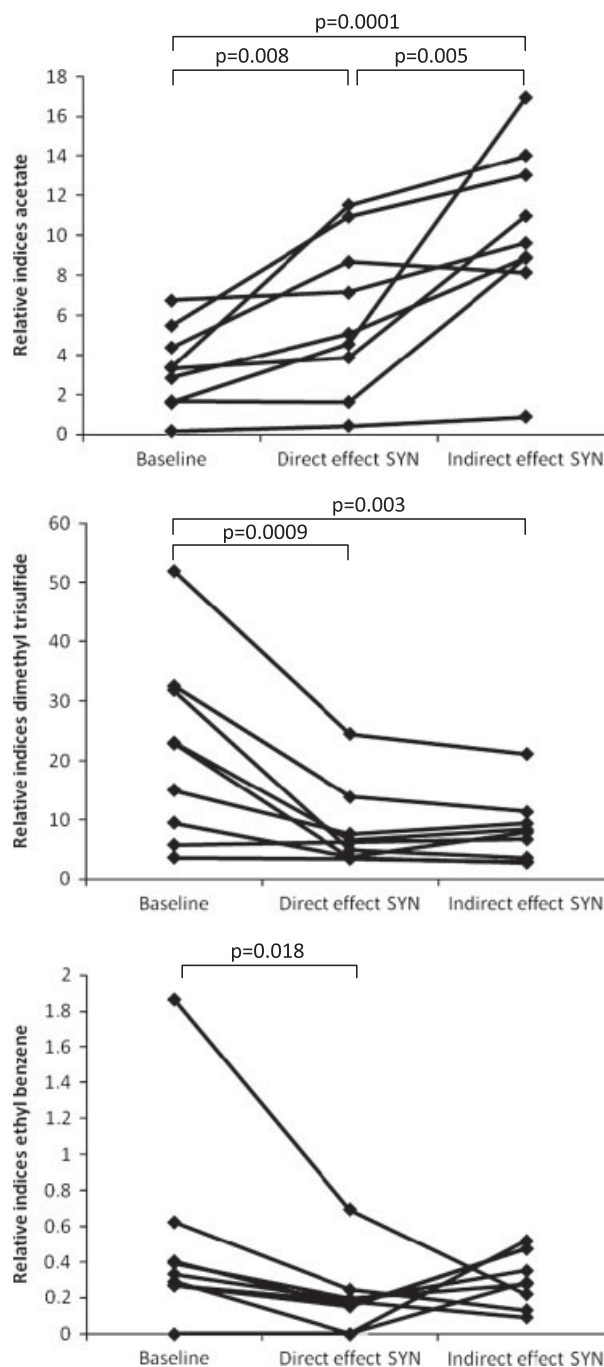 p=0.0001
p=0.008
p=0.005
Relative indices acetate
18
16
14
12
10
8
6
4
2
0
Baseline
Direct effect SYN
Indirect effect SYN
p=0.003
p=0.0009
Relative indices dimethyl trisulfide
60
50
40
30
20
10
0
Baseline
Direct effect SYN
Indirect effect SYN
p=0.018
Relative indices ethyl benzene
2
1.8
1.6
1.4
1.2
1
0.8
0.6
0.4
0.2
0
Baseline
Direct effect SYN
Indirect effect SYN